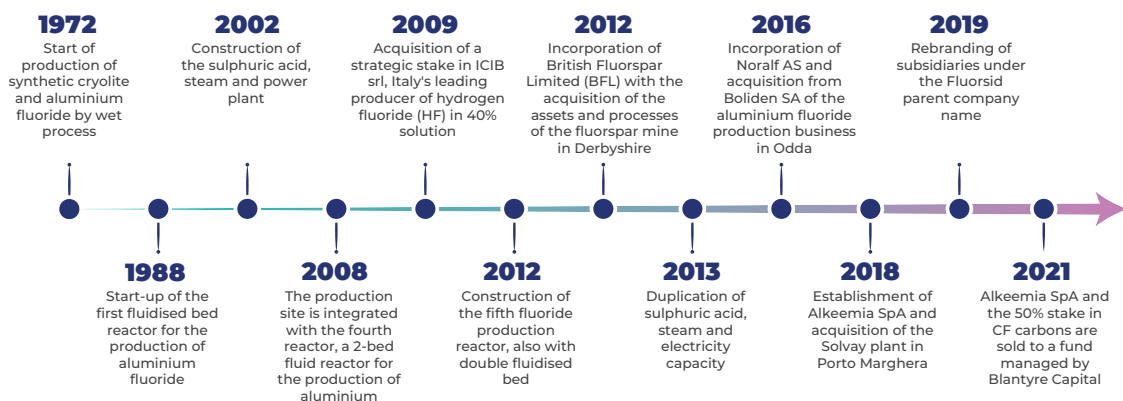 1972
Start of
production of
synthetic cryolite
and aluminium
fluoride by wet
process
1988
Start-up of the
first fluidised bed
reactor for the
production of
aluminium
fluoride
2002
Construction of
the sulphuric acid,
steam and power
plant
2008
The production
site is integrated
with the fourth
reactor, a 2-bed
fluid reactor for
the production of
aluminium
2009
Acquisition of a
strategic stake in ICIB
srl, Italy's leading
producer of hydrogen
fluoride (HF) in 40%
solution
2012
Construction of
the fifth fluoride
production
reactor, also with
double fluidised
bed
2012
Incorporation of
British Fluorspar
Limited (BFL) with the
acquisition of the
assets and processes
of the fluorspar mine
in Derbyshire
2013
Duplication of
sulphuric acid,
steam and
electricity
capacity
2016
Incorporation of
Noralf AS and
acquisition from
Boliden SA of the
aluminium fluoride
production business
in Odda
2018
Establishment of
Alkeemia SpA and
acquisition of the
Solvay plant in
Porto Marghera
2019
Rebranding of
subsidiaries under
the Fluorsid
parent company
name
2021
Alkeemia SpA and
the 50% stake in
CF carbons are
sold to a fund
managed by
Blantyre Capital